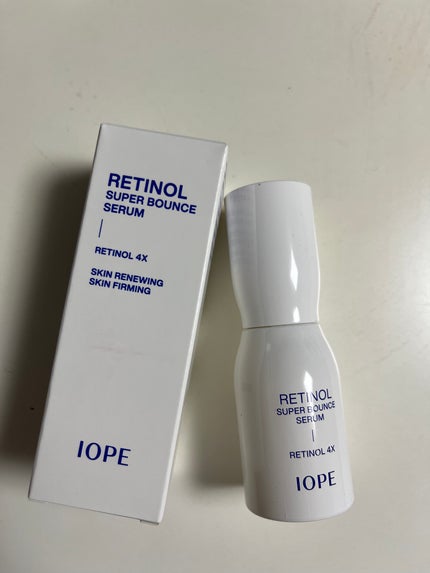 RETINOL
SUPER BOUNCE
SERUM
RETINOL 4X
SKIN RENEWING
SKIN FIRMING
IOPE
RETINOL
SUPER BOUNCE
SERUM
RETINOL 4X
IOPE